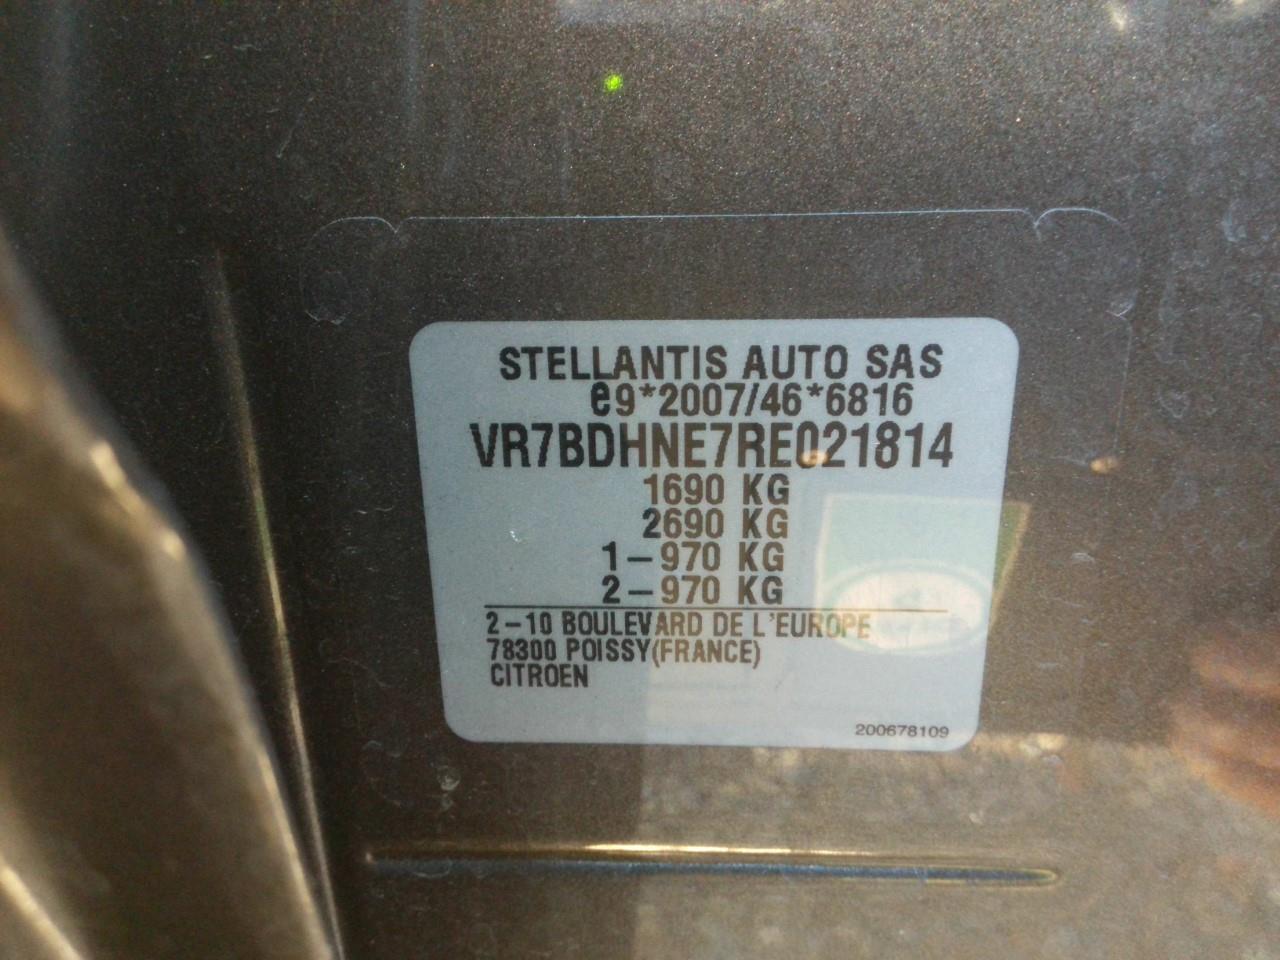 STELLANTIS AUTO SAS
e9*2007/46*6816
VR7BDHNE7RE021814
1690 KG
2690 KG
1-970 KG
2-970 KG
2-10 BOULEVARD DE L'EUROPE
78300 POISSY(FRANCE)
CITROEN
200678109